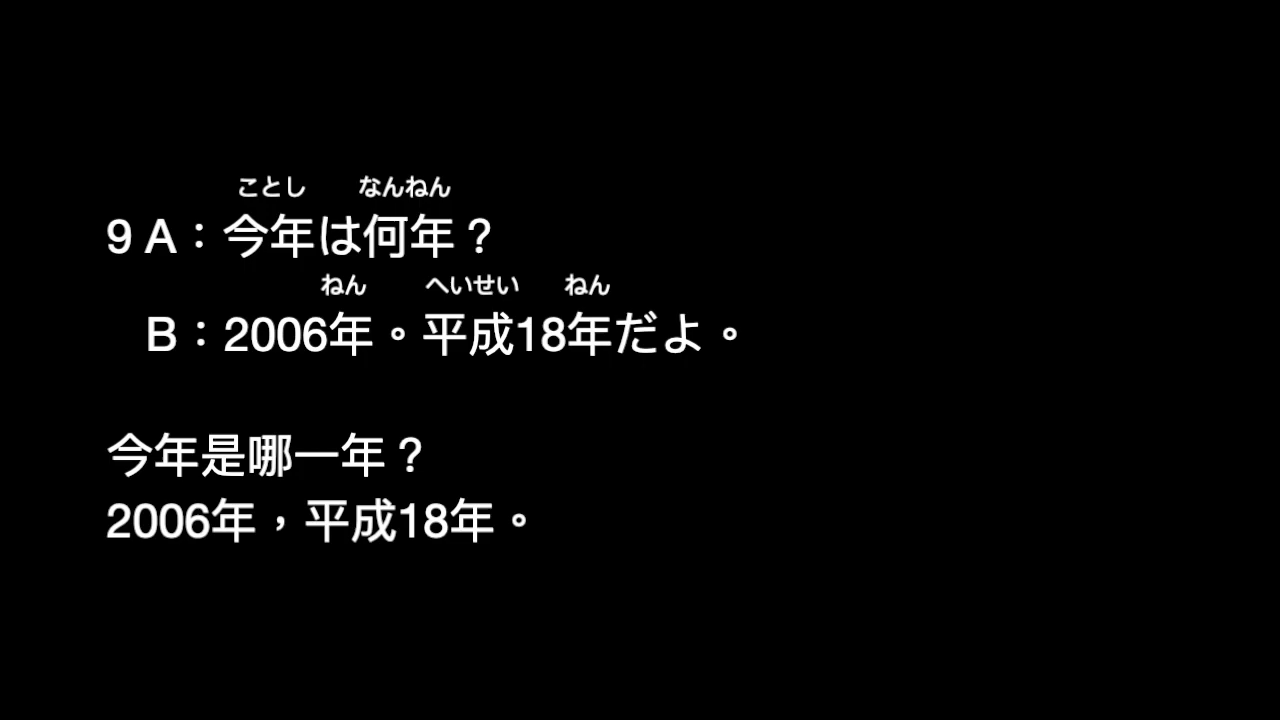 ことし なんねん
9 A：今年は何年？
ねん へいせい ねん
B：2006年。平成18年だよ。
今年是哪一年？
2006年，平成18年。